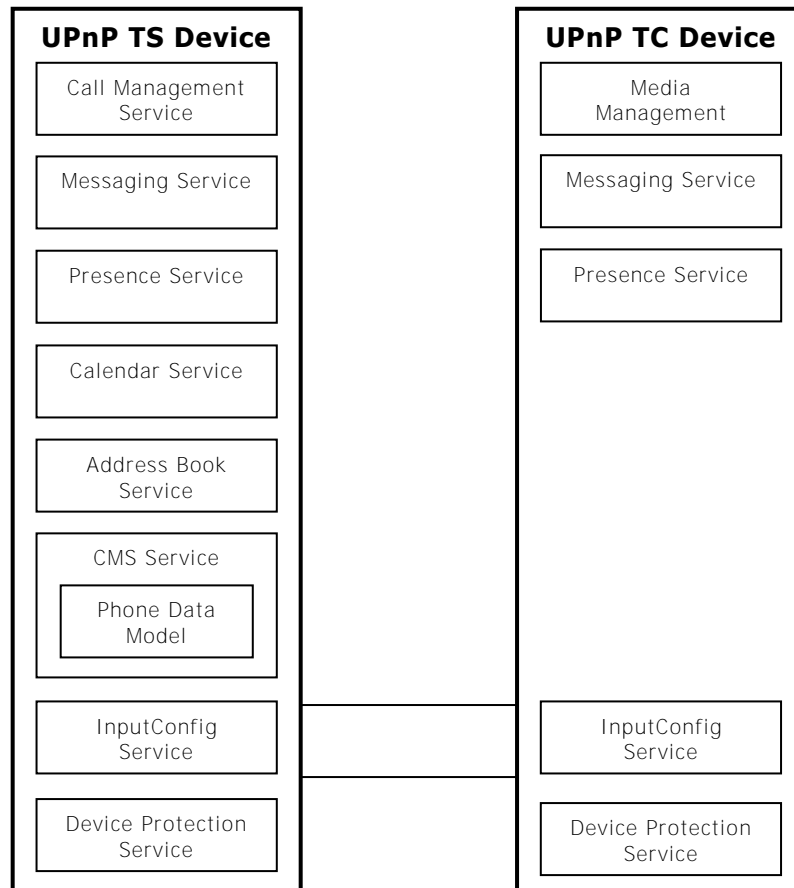 UPnP TS Device
Call Management
Service
Messaging Service
Presence Service
Calendar Service
Address Book
Service
CMS Service
Phone Data
Model
InputConfig
Service
Device Protection
Service
UPnP TC Device
Media
Management
Messaging Service
Presence Service
InputConfig
Service
Device Protection
Service